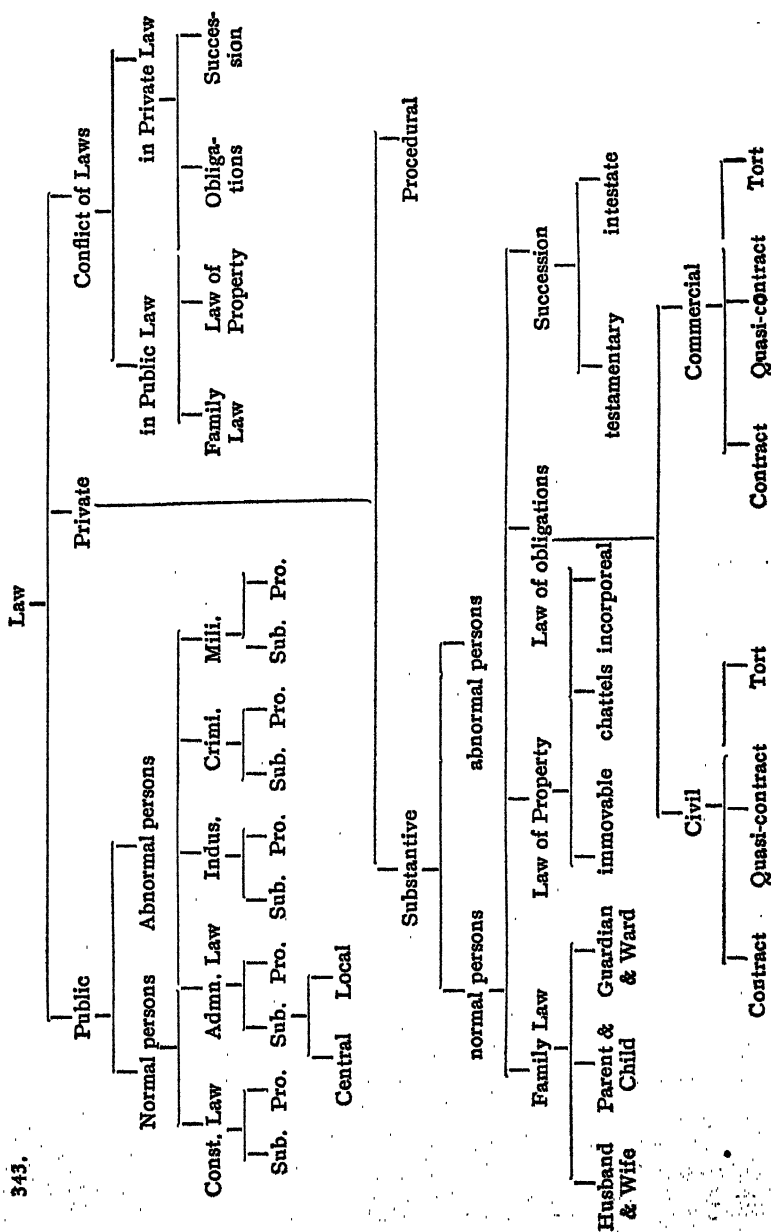 343.
Law
Public Private Conflict of Laws
Normal persons Abnormal persons in Public Law in Private Law
Const. Law Admn. Law Indus. Crimi. Mili. Family Law of Obliga- Succes-
Law Property tions sion
Sub. Pro. Sub. Pro. Sub. Pro. Sub. Pro. Sub. Pro.
Central Local
Substantive Procedural
normal persons abnormal persons
Family Law Law of Property Law of obligations Succession
Husband Parent & Guardian immovable chattels incorporeal testamentary intestate
& Wife Child & Ward
Civil Commercial
Contract Quasi-contract Tort Contract Quasi-contract Tort